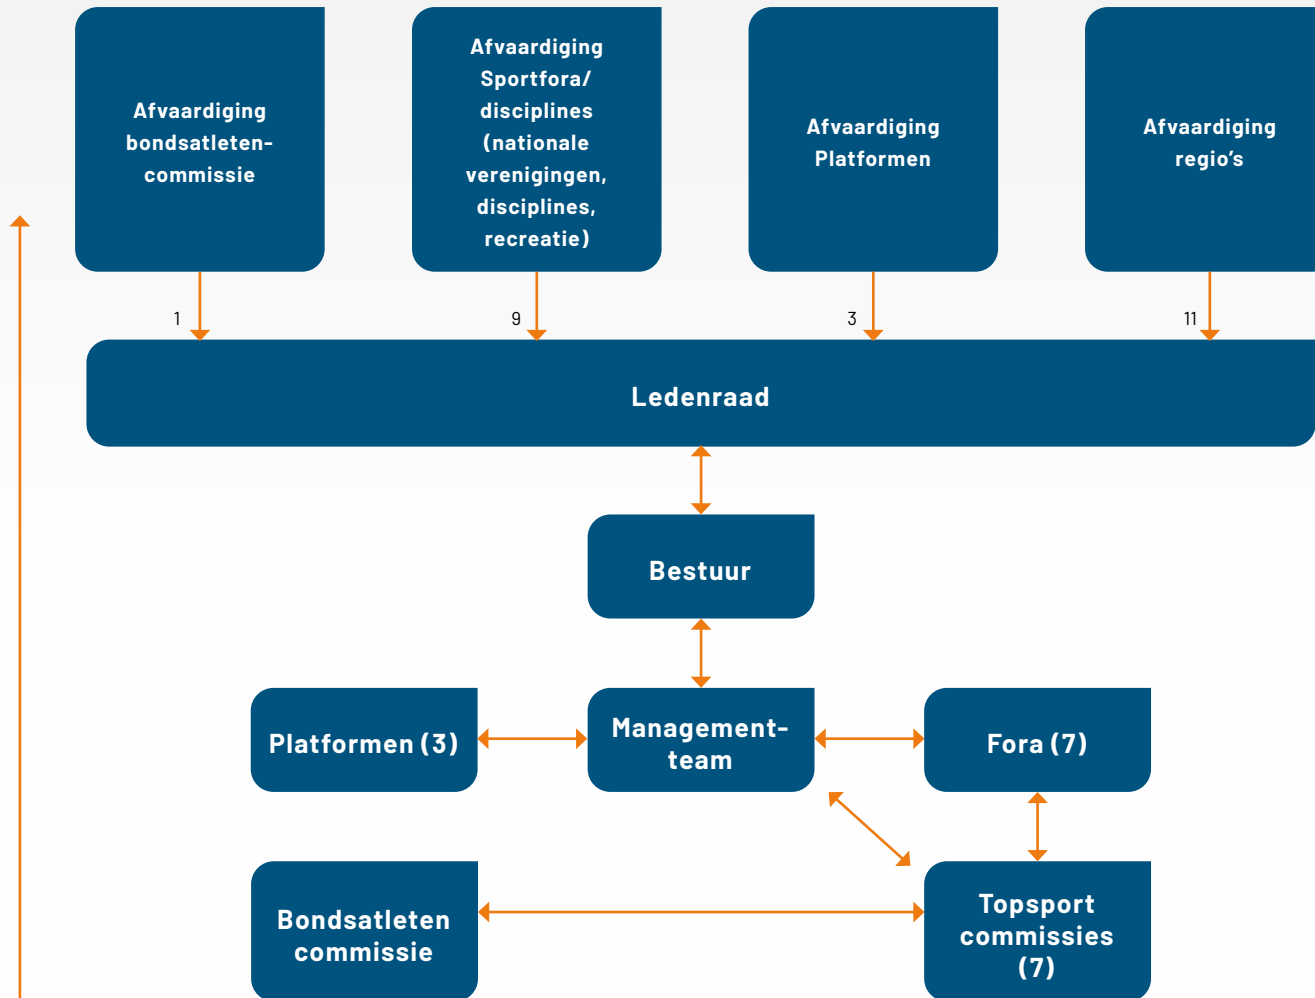 Afvaardiging
bondsatleten-
commissie
Afvaardiging
Sportfora/
disciplines
(nationale
verenigingen,
disciplines,
recreatie)
Afvaardiging
Platformen
Afvaardiging
regio's
1
9
3
11
Ledenraad
Bestuur
Platformen (3)
Management-
team
Fora (7)
Bondsatleten
commissie
Topsport
commissies
(7)